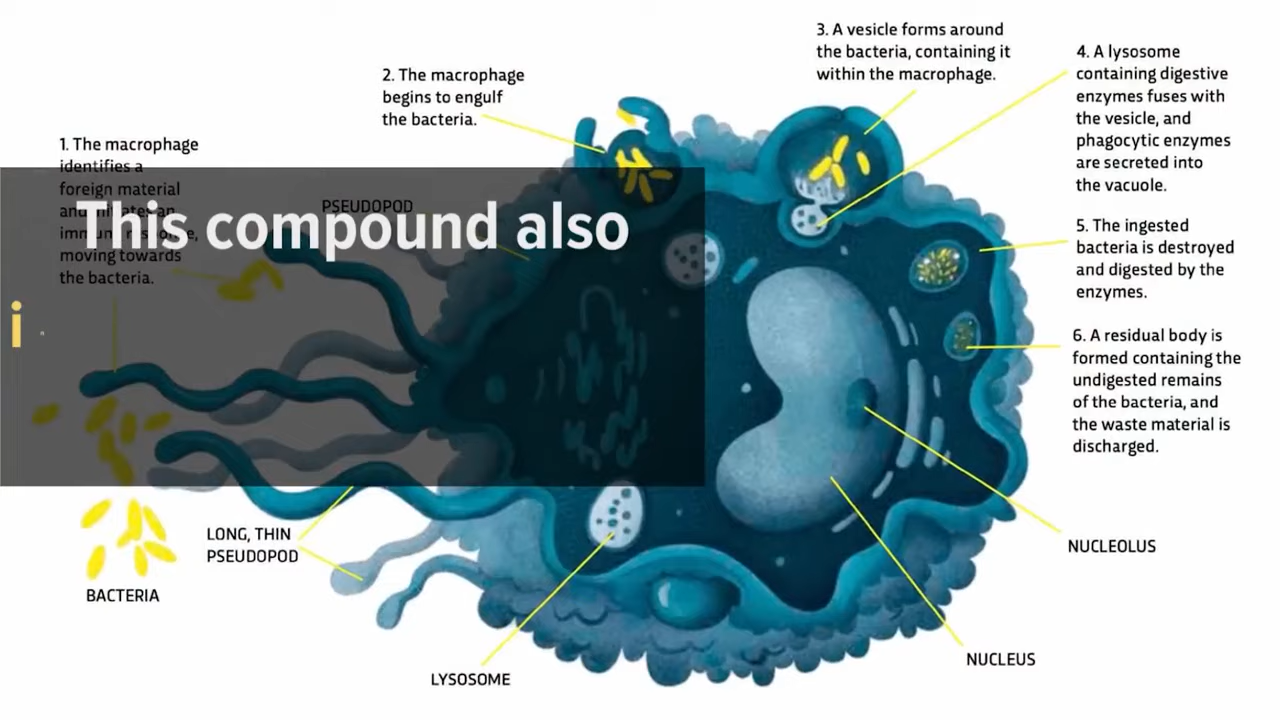 3. A vesicle forms around
the bacteria, containing it
within the macrophage.
4. A lysosome
containing digestive
enzymes fuses with
the vesicle, and
phagocytic enzymes
are secreted into
the vacuole.
2. The macrophage
begins to engulf
the bacteria.
1. The macrophage
identifies a
foreign material
and an
moving towards
the bacteria.
PSEUDOPOD
This compound also
i
5. The ingested
bacteria is destroyed
and digested by the
enzymes.
6. A residual body is
formed containing the
undigested remains
of the bacteria, and
the waste material is
discharged.
LONG, THIN
PSEUDOPOD
BACTERIA
LYSOSOME
NUCLEOLUS
NUCLEUS